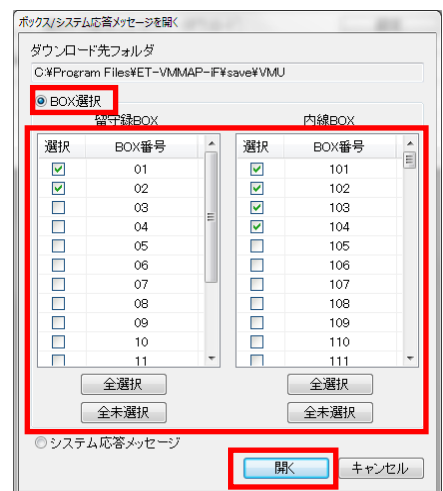 ボックス/システム応答メッセージを開く
ダウンロード先フォルダ
C:¥Program Files¥ET-VMMAP-iF¥save¥VMU
BOX選択
留守録BOX 内線BOX
選択 BOX番号 選択 BOX番号
01 101
02 102
03 103
04 104
05 105
06 106
07 107
08 108
09 109
10 110
11 111
全選択 全選択
全未選択 全未選択
システム応答メッセージ
開く キャンセル